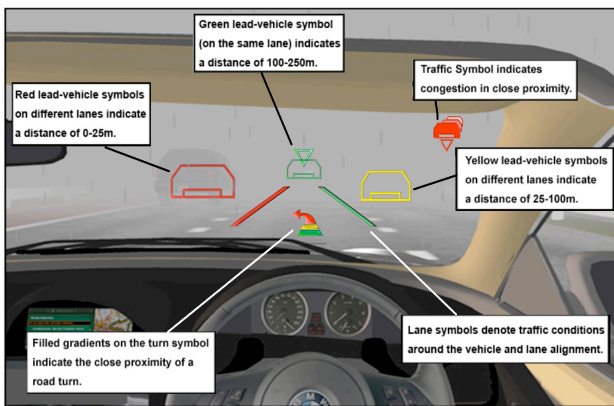 Green lead-vehicle symbol
(on the same lane) indicates
a distance of 100-250m.
Traffic Symbol indicates
congestion in close proximity.
Red lead-vehicle symbols
on different lanes indicate
a distance of 0-25m.
Yellow lead-vehicle symbols
on different lanes indicate
a distance of 25-100m.
Filled gradients on the turn symbol
indicate the close proximity of a
road turn.
Lane symbols denote traffic conditions
around the vehicle and lane alignment.